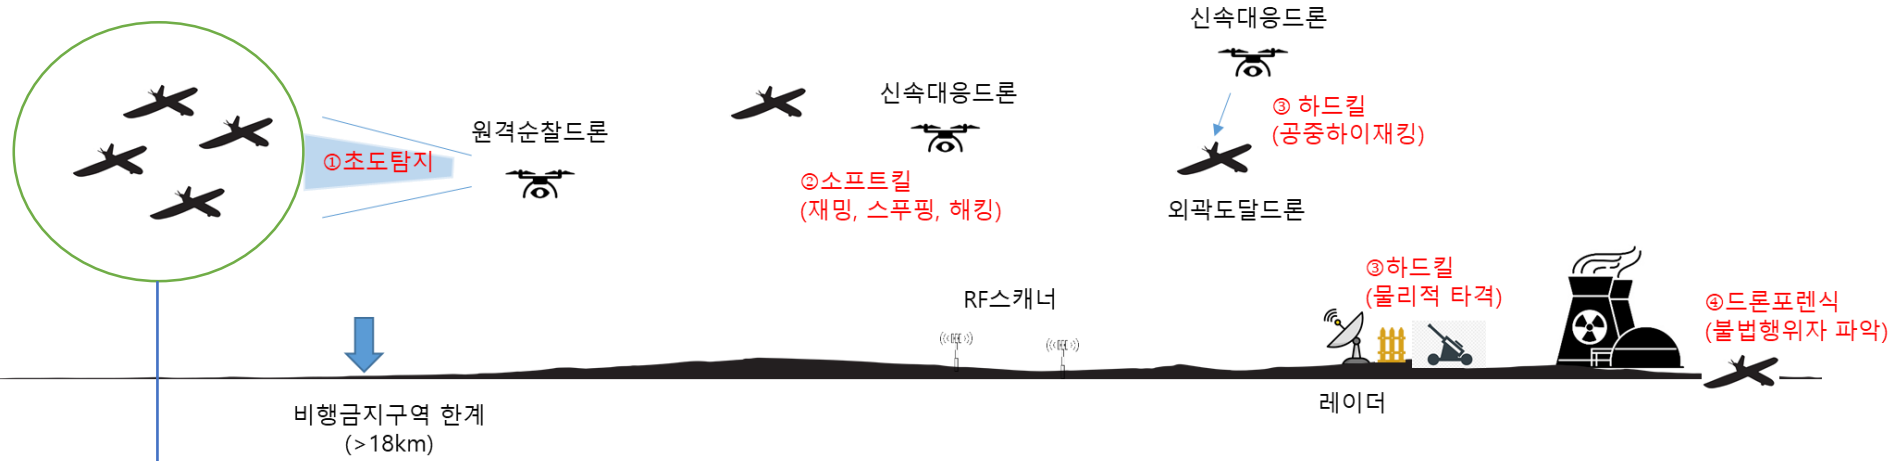 신속대응드론
신속대응드론
③ 하드킬
(공중하이재킹)
원격순찰드론
①초도탐지
②소프트킬
(재밍, 스푸핑, 해킹)
외곽도달드론
RF스캐너
③하드킬
(물리적 타격)
④드론포렌식
(불법행위자 파악)
레이더
비행금지구역 한계
(>18km)